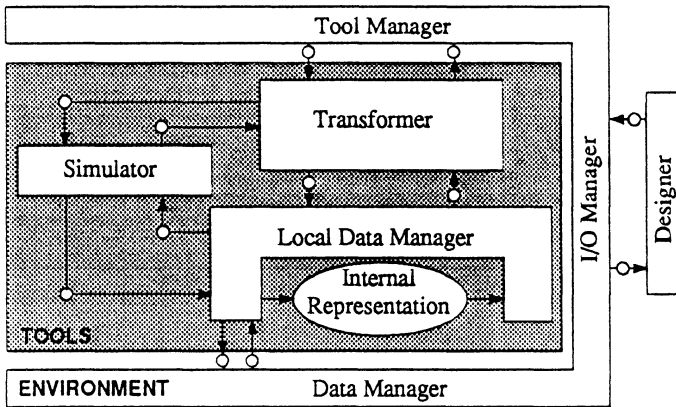 Tool Manager
Transformer
Simulator
Local Data Manager
Internal
Representation
TOOLS
ENVIRONMENT
Data Manager
I/O Manager
Designer